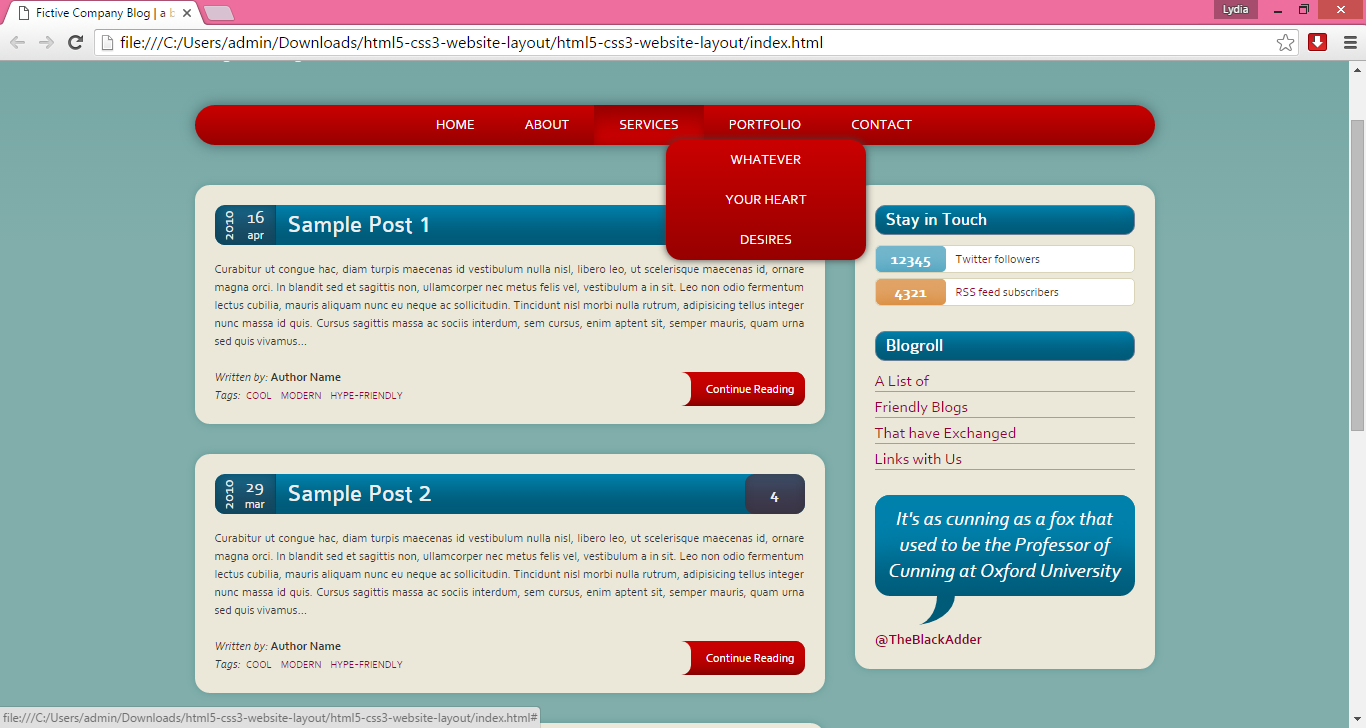 Fictive Company Blog | a b
Lydia
file:///C:/Users/admin/Downloads/html5-css3-website-layout/html5-css3-website-layout/index.html
HOME ABOUT SERVICES PORTFOLIO CONTACT
WHATEVER
YOUR HEART
DESIRES
2010 16 apr Sample Post 1
Curabitur ut congue hac, diam turpis maecenas id vestibulum nulla nisl, libero leo, ut scelerisque maecenas id, ornare
magna orci. In blandit sed et sagittis non, ullamcorper nec metus felis vel, vestibulum a in sit. Leo non odio fermentum
lectus cubilia, mauris aliquam nunc eu neque ac sollicitudin. Tincidunt nisl morbi nulla rutrum, adipisicing tellus integer
nunc massa id quis. Cursus sagittis massa ac sociis interdum, sem cursus, enim aptent sit, semper mauris, quam urna
sed quis vivamus...
Written by: Author Name
Tags: COOL MODERN HYPE-FRIENDLY
Continue Reading
2010 29 mar Sample Post 2 4
Curabitur ut congue hac, diam turpis maecenas id vestibulum nulla nisl, libero leo, ut scelerisque maecenas id, ornare
magna orci. In blandit sed et sagittis non, ullamcorper nec metus felis vel, vestibulum a in sit. Leo non odio fermentum
lectus cubilia, mauris aliquam nunc eu neque ac sollicitudin. Tincidunt nisl morbi nulla rutrum, adipisicing tellus integer
nunc massa id quis. Cursus sagittis massa ac sociis interdum, sem cursus, enim aptent sit, semper mauris, quam urna
sed quis vivamus...
Written by: Author Name
Tags: COOL MODERN HYPE-FRIENDLY
Continue Reading
Stay in Touch
12345 Twitter followers
4321 RSS feed subscribers
Blogroll
A List of
Friendly Blogs
That have Exchanged
Links with Us
It's as cunning as a fox that
used to be the Professor of
Cunning at Oxford University
@TheBlackAdder
file:///C:/Users/admin/Downloads/html5-css3-website-layout/html5-css3-website-layout/index.html#